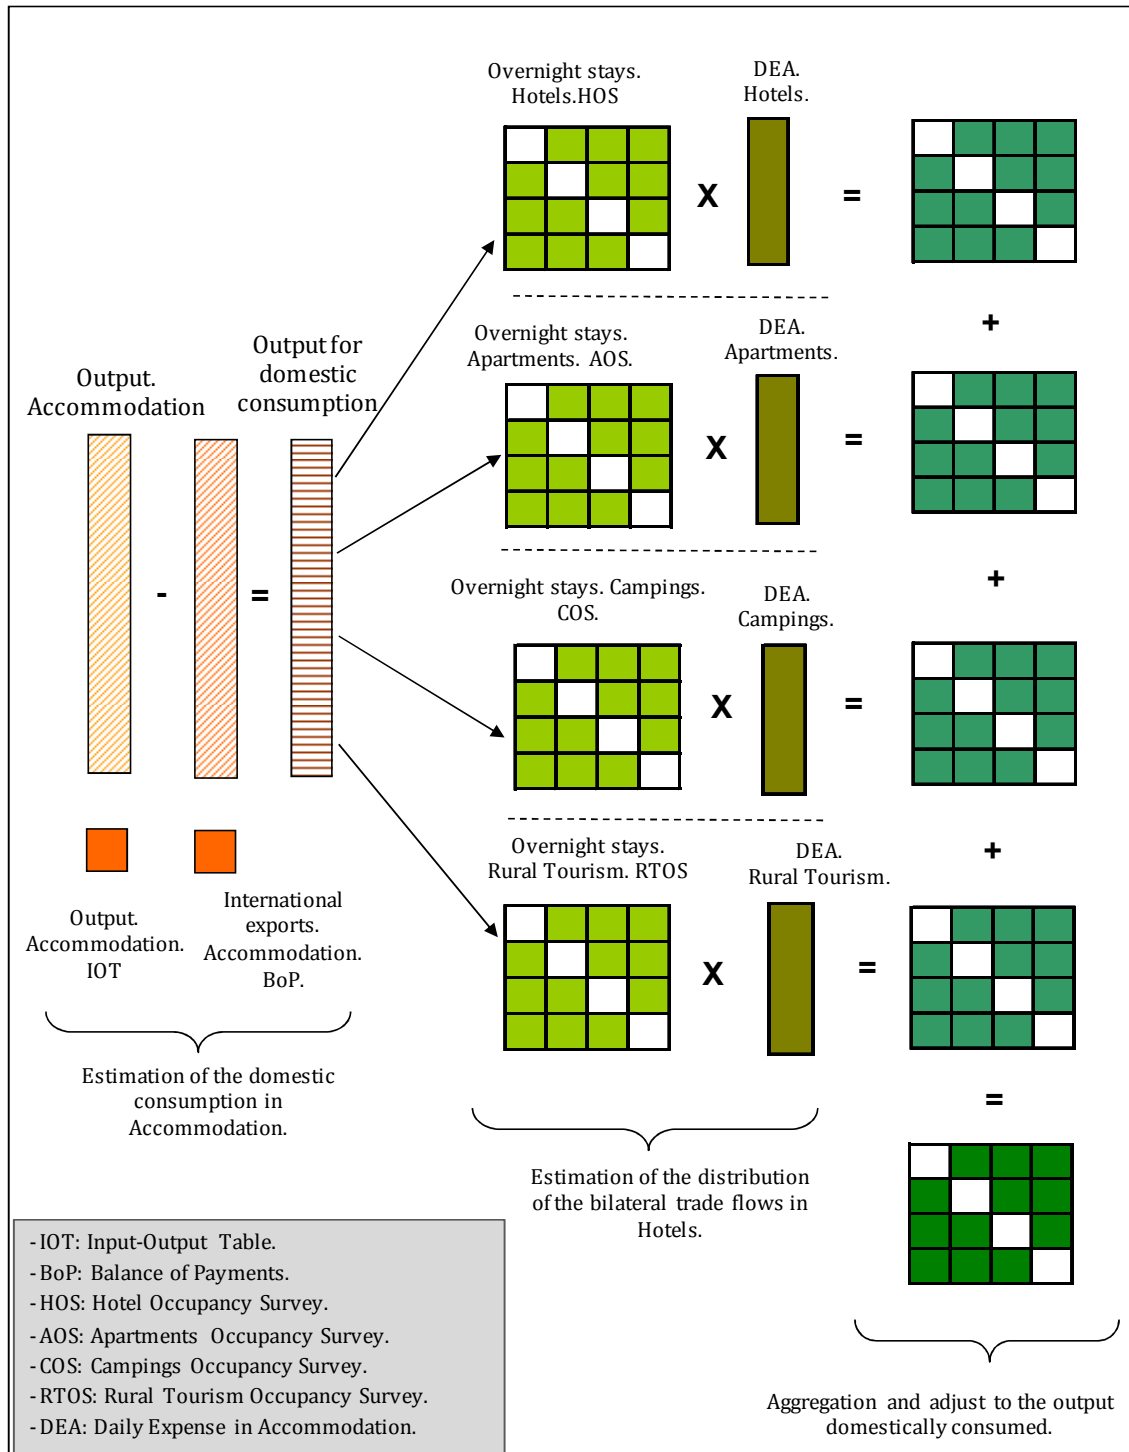 Overnight stays.
Hotels.HOS
DEA.
Hotels.
X
=
+
Overnight stays.
Apartments. AOS.
DEA.
Apartments.
X
=
Output for
domestic
consumption
Output.
Accommodation
-
=
+
Overnight stays. Campings.
COS.
DEA.
Campings.
X
=
+
Overnight stays.
Rural Tourism. RTOS
DEA.
Rural Tourism.
X
=
=
Output.
Accommodation.
IOT
International
exports.
Accommodation.
BoP.
Estimation of the domestic
consumption in
Accommodation.
Estimation of the distribution
of the bilateral trade flows in
Hotels.
Aggregation and adjust to the output
domestically consumed.
-IOT: Input-Output Table.
-BoP: Balance of Payments.
-HOS: Hotel Occupancy Survey.
-AOS: Apartments Occupancy Survey.
-COS: Campings Occupancy Survey.
-RTOS: Rural Tourism Occupancy Survey.
-DEA: Daily Expense in Accommodation.